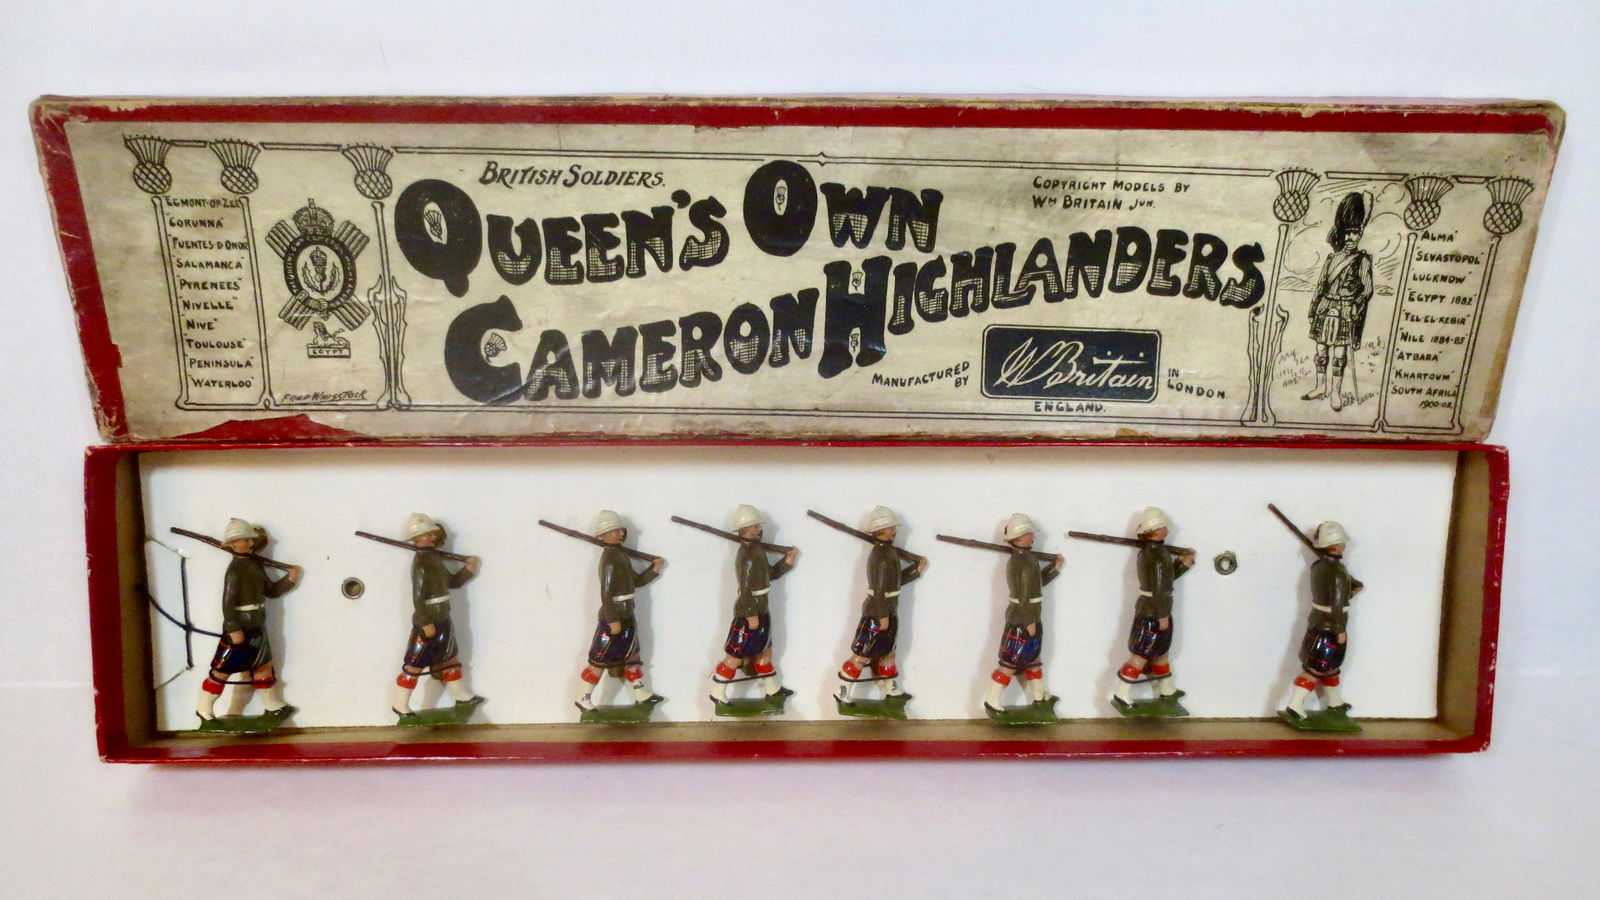 EGMONT-OP-ZEE
"CORUNNA"
"FUENTES D'ONOR"
"SALAMANCA"
"PYRENEES"
"NIVELLE"
"NIVE"
"TOULOUSE"
"PENINSULA"
"WATERLOO"
EGYPT
FRED WHISSTOCK
BRITISH SOLDIERS.
QUEEN'S OWN
CAMERON HIGHLANDERS,
COPYRIGHT MODELS BY
WM BRITAIN JUN.
MANUFACTURED
BY
W Britain
IN
LONDON.
ENGLAND.
"ALMA"
"SEVASTOPOL"
"LUCKNOW"
"EGYPT 1882"
"TEL-EL-KEBIR"
"NILE 1884-85"
"ATBARA"
"KHARTOUM"
"SOUTH AFRICA
1900-02.